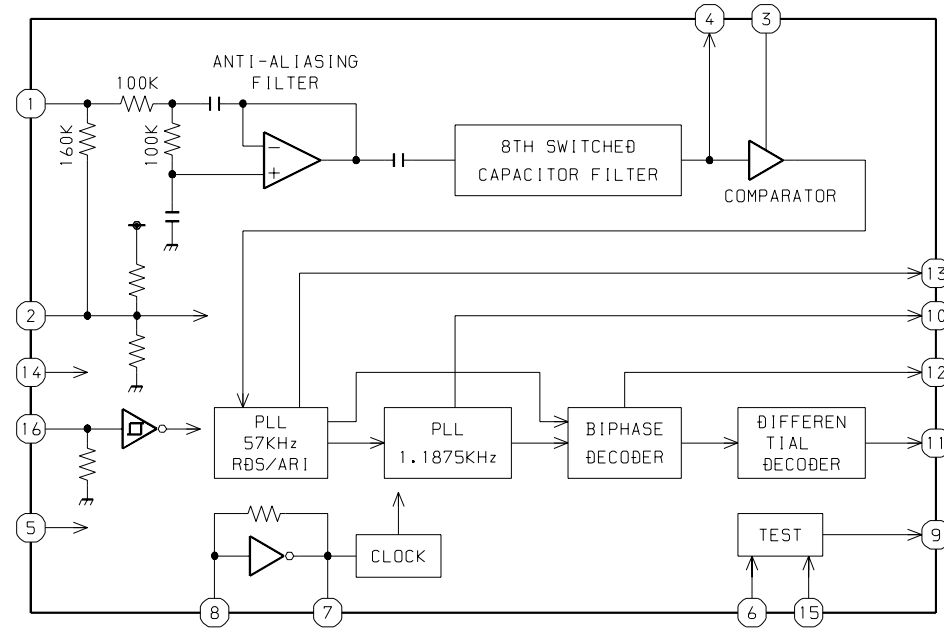 4
3
ANTI-ALIASING
FILTER
100K
1
160K
100K
−
+
8TH SWITCHED
CAPACITOR FILTER
COMPARATOR
13
2
10
14
12
16
PLL
57KHz
RDS/ARI
PLL
1.1875KHz
BIPHASE
DECODER
DIFFEREN
TIAL
DECODER
11
5
CLOCK
TEST
9
8
7
6
15